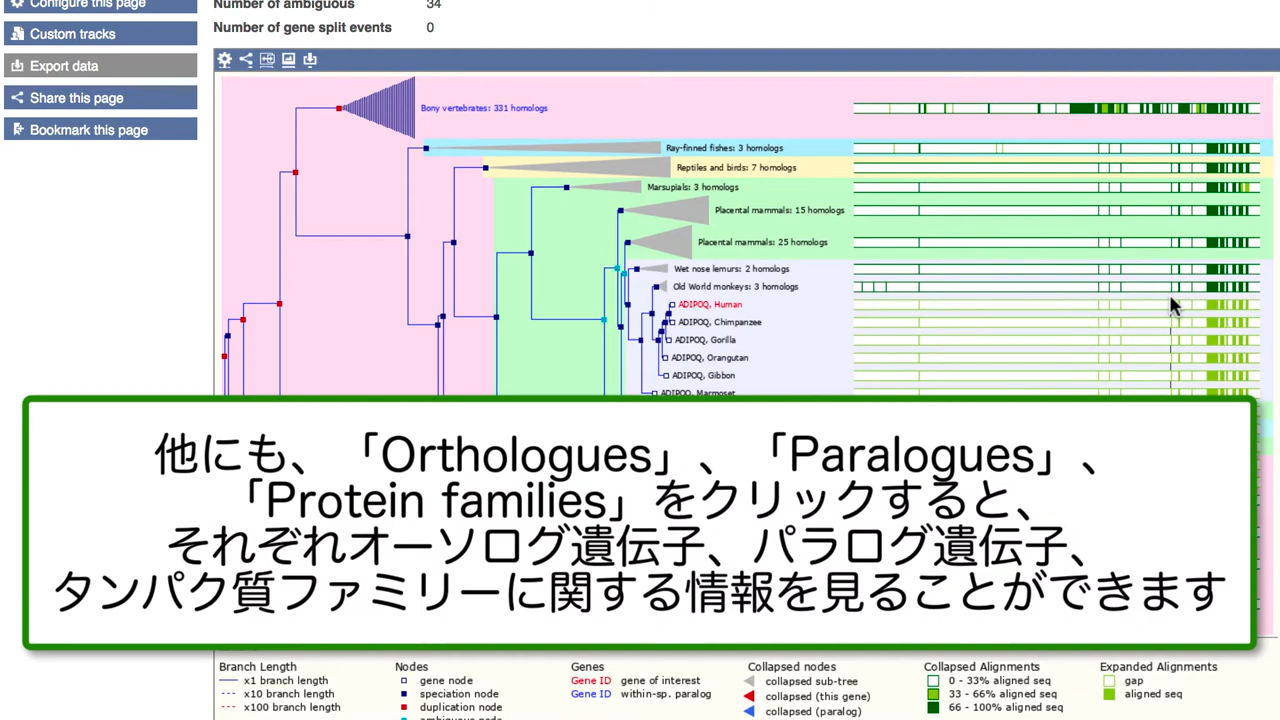 Configure this page
Number of ambiguous 34
Custom tracks
Number of gene split events 0
Export data
Share this page
Bookmark this page
Bony vertebrates: 331 homologs
Ray-finned fishes: 3 homologs
Reptiles and birds: 7 homologs
Marsupials: 3 homologs
Placental mammals: 15 homologs
Placental mammals: 25 homologs
Wet nose lemurs: 2 homologs
Old World monkeys: 3 homologs
ADIPOQ, Human
ADIPOQ, Chimpanzee
ADIPOQ, Gorilla
ADIPOQ, Orangutan
ADIPOQ, Gibbon
ADIPOQ, Marmoset
他にも、「Orthologues」、「Paralogues」、
「Protein families」をクリックすると、
それぞれオーソログ遺伝子、パラログ遺伝子、
タンパク質ファミリーに関する情報を見ることができます
Branch Length
x1 branch length
x10 branch length
x100 branch length
Nodes
gene node
speciation node
duplication node
ambiguous node
Genes
Gene ID gene of interest
Gene ID within-sp. paralog
Collapsed nodes
collapsed sub-tree
collapsed (this gene)
collapsed (paralog)
Collapsed Alignments
0 - 33% aligned seq
33 - 66% aligned seq
66 - 100% aligned seq
Expanded Alignments
gap
aligned seq